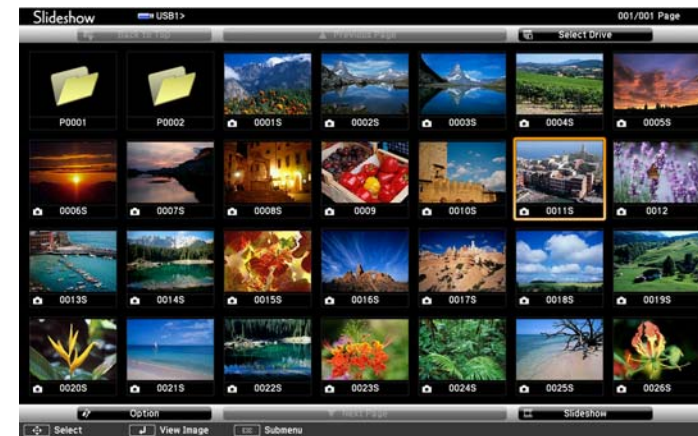 Slideshow USB1> 001/001 Page
Back to Top Previous Page Select Drive
P0001 P0002 0001S 0002S 0003S 0004S 0005S
0006S 0007S 0008S 0009 0010S 0011S 0012
0013S 0014S 0015S 0016S 0017S 0018S 0019S
0020S 0021S 0022S 0023S 0024S 0025S 0026S
Option Next Page Slideshow
Select View Image Esc Submenu